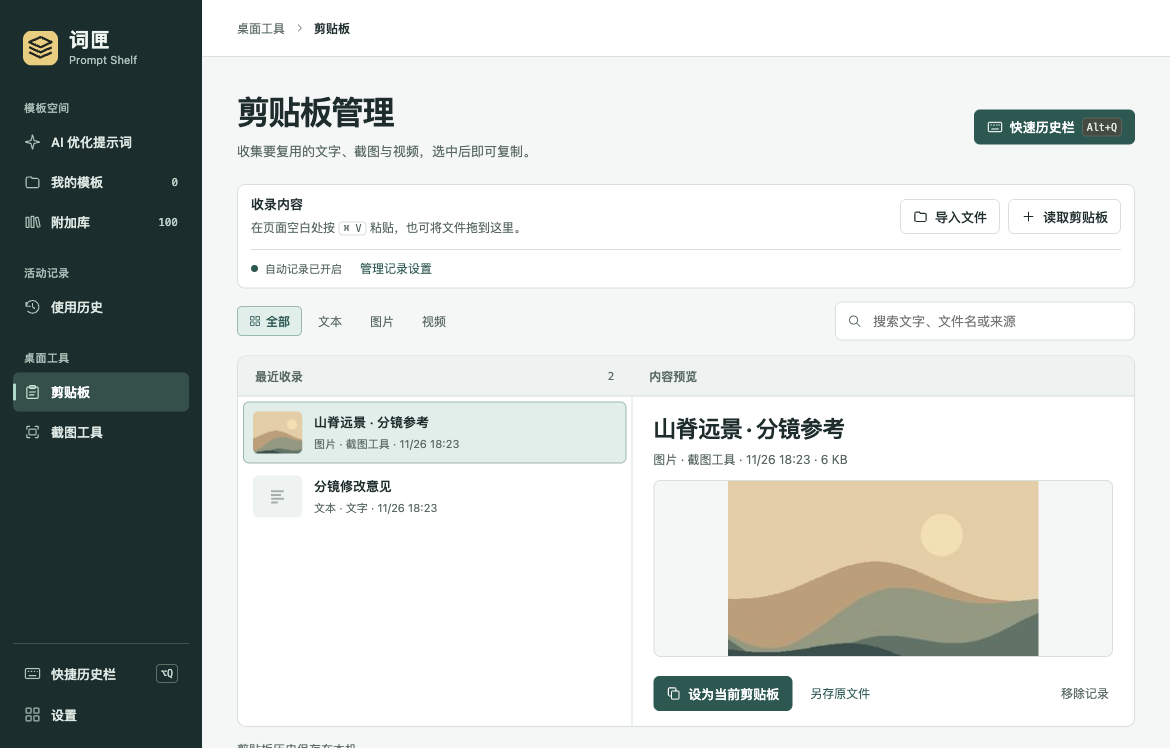 词匣
Prompt Shelf
模板空间
AI 优化提示词
我的模板 0
附加库 100
活动记录
使用历史
桌面工具
剪贴板
截图工具
快捷历史栏 ⌥Q
设置
桌面工具 > 剪贴板
剪贴板管理
收集要复用的文字、截图与视频，选中后即可复制。
快速历史栏 Alt+Q
收录内容
在页面空白处按 ⌘ V 粘贴，也可将文件拖到这里。
导入文件
读取剪贴板
自动记录已开启 管理记录设置
全部 文本 图片 视频
搜索文字、文件名或来源
最近收录 2
山脊远景 · 分镜参考
图片 · 截图工具 · 11/26 18:23
分镜修改意见
文本 · 文字 · 11/26 18:23
内容预览
山脊远景 · 分镜参考
图片 · 截图工具 · 11/26 18:23 · 6 KB
设为当前剪贴板 另存原文件 移除记录
剪贴板历史保存在本机